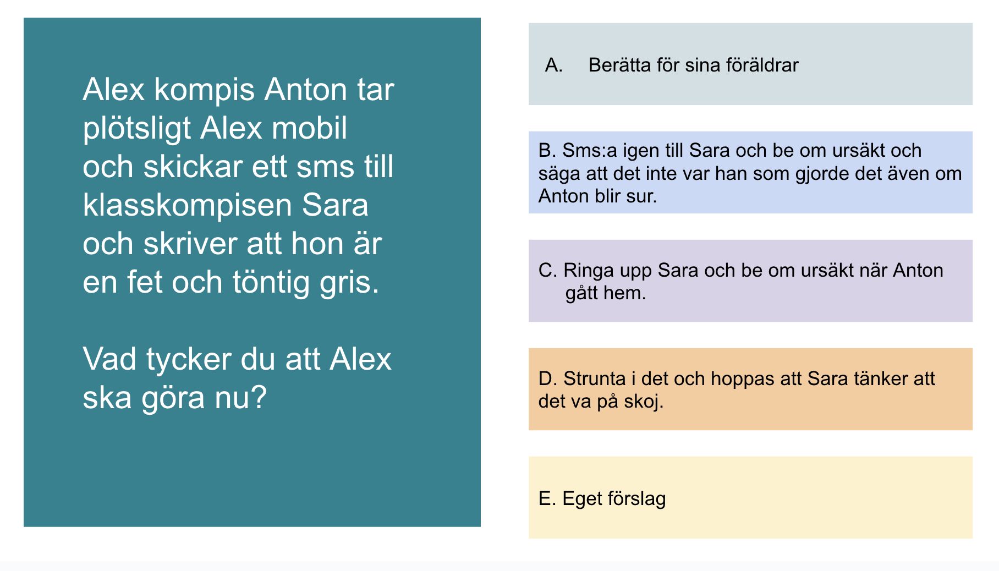 Alex kompis Anton tar
plötsligt Alex mobil
och skickar ett sms till
klasskompisen Sara
och skriver att hon är
en fet och töntig gris.
Vad tycker du att Alex
ska göra nu?
A. Berätta för sina föräldrar
B. Sms:a igen till Sara och be om ursäkt och
säga att det inte var han som gjorde det även om
Anton blir sur.
C. Ringa upp Sara och be om ursäkt när Anton
gått hem.
D. Strunta i det och hoppas att Sara tänker att
det va på skoj.
E. Eget förslag